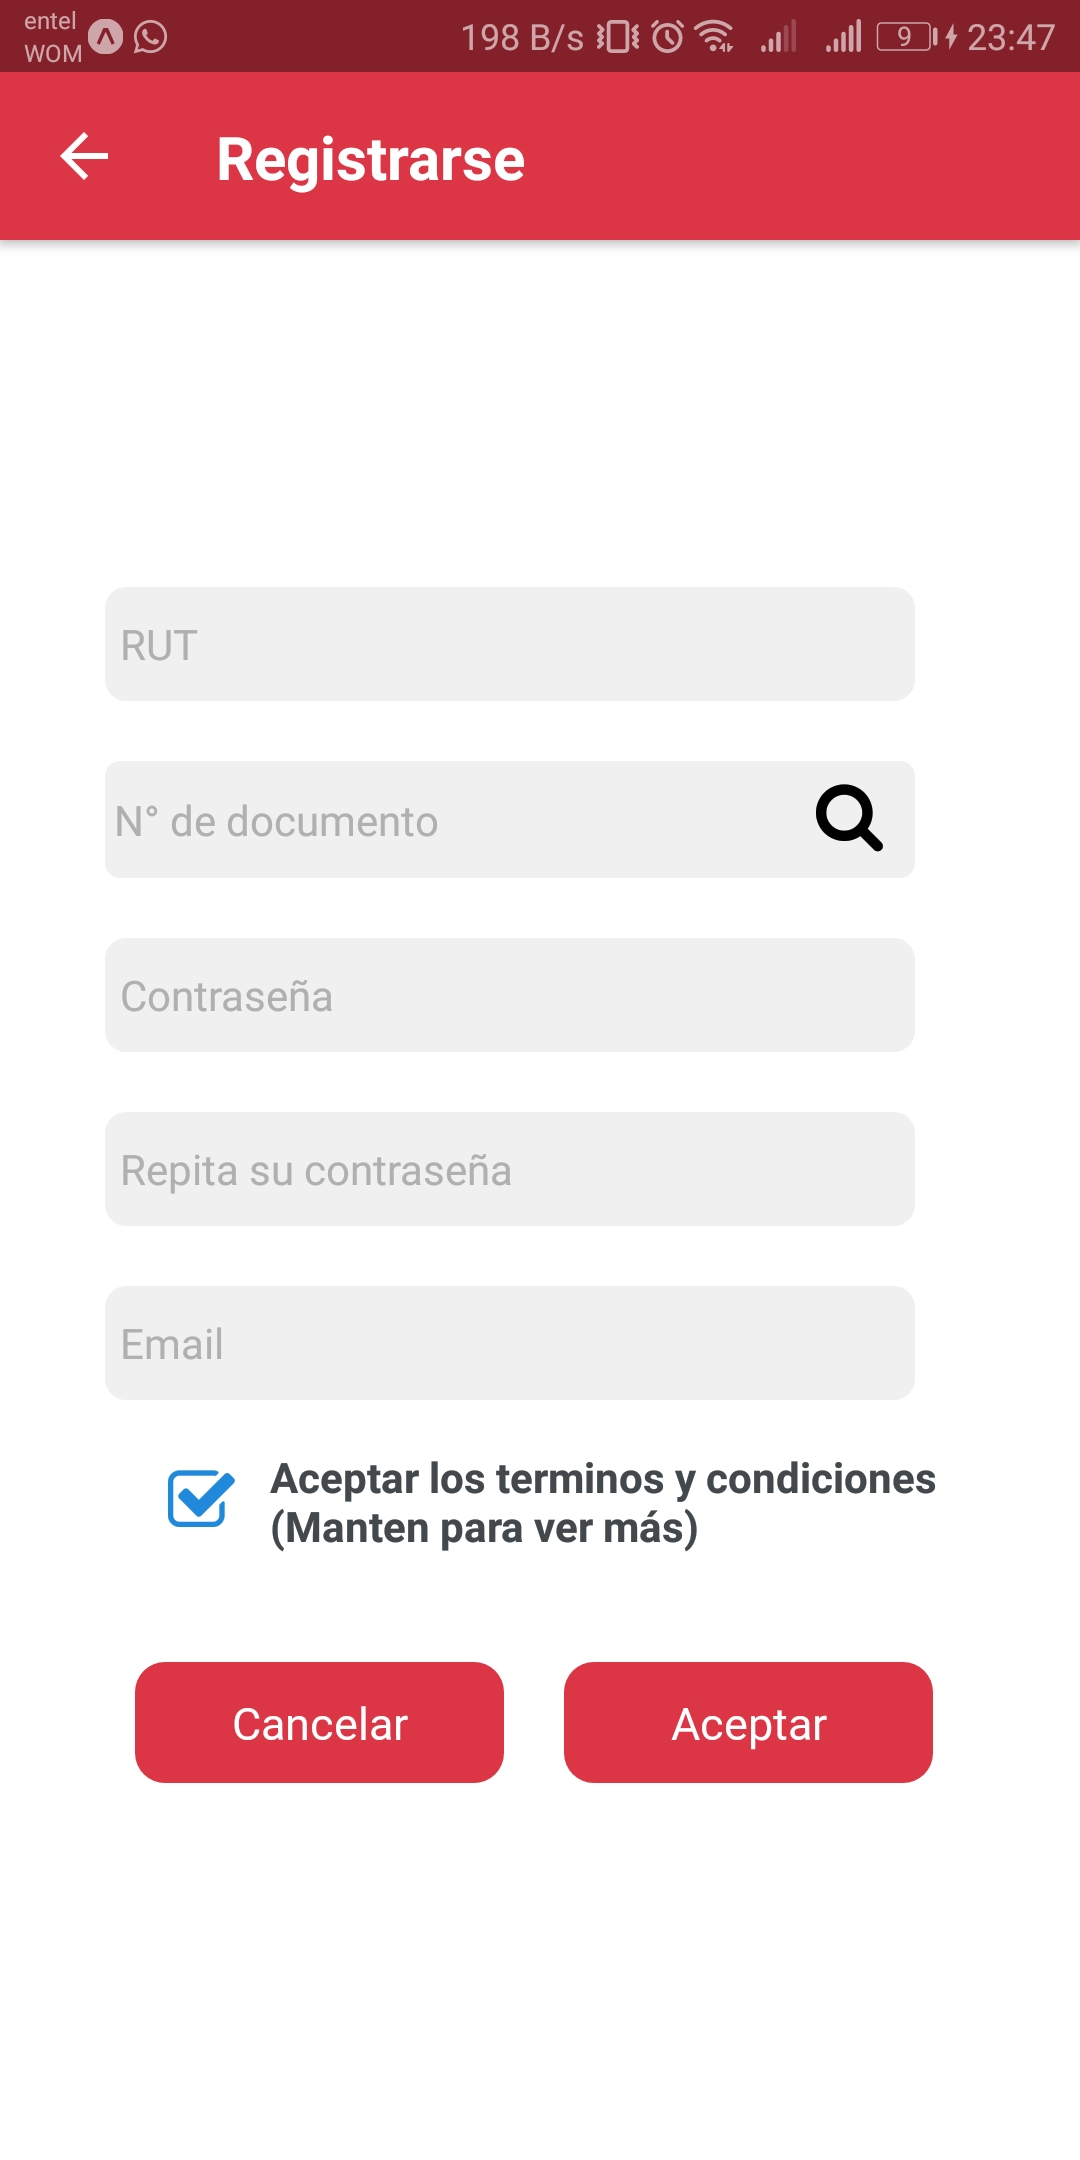 entel
WOM
198 B/s 9 23:47
Registrarse
RUT
N° de documento
Contraseña
Repita su contraseña
Email
Aceptar los terminos y condiciones
(Manten para ver más)
Cancelar Aceptar